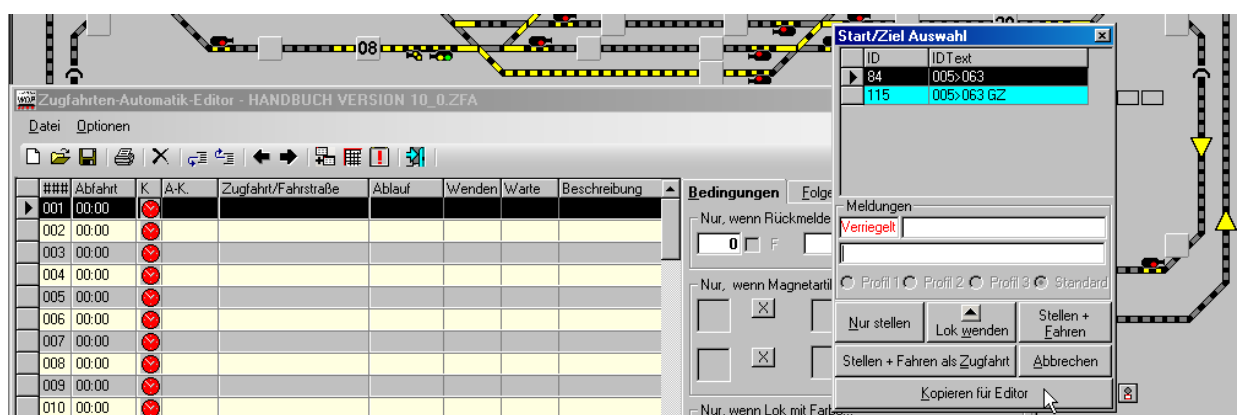 20
08
Start/Ziel Auswahl
ID IDText
84 005>063
115 005>063 GZ
WDP Zugfahrten-Automatik-Editor - HANDBUCH VERSION 10_0.ZFA
Datei Optionen
### Abfahrt K A-K. Zugfahrt/Fahrstraße Ablauf Wenden Warte Beschreibung
001 00:00
002 00:00
003 00:00
004 00:00
005 00:00
006 00:00
007 00:00
008 00:00
009 00:00
010 00:00
Bedingungen Folge
Nur, wenn Rückmelde
0 F
Nur, wenn Magnetarti
X
X
Nur, wenn Lok mit Farbe
Meldungen
Verriegelt
Profil 1 Profil 2 Profil 3 Standard
Nur stellen Lok wenden Stellen + Fahren
Stellen + Fahren als Zugfahrt Abbrechen
Kopieren für Editor
8